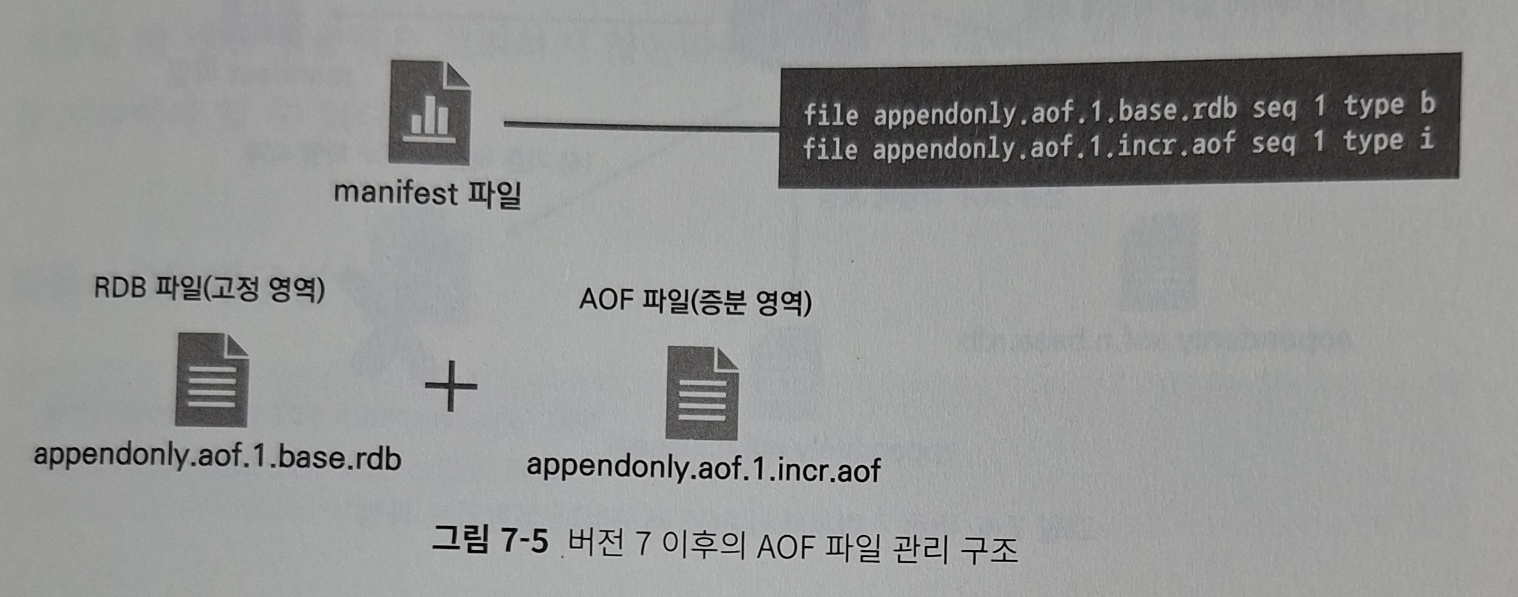 file appendonly.aof.1.base.rdb seq 1 type b
file appendonly.aof.1.incr.aof seq 1 type i
manifest 파일
RDB 파일(고정 영역)
AOF 파일(증분 영역)
appendonly.aof.1.base.rdb
+
appendonly.aof.1.incr.aof
그림 7-5 버전 7 이후의 AOF 파일 관리 구조